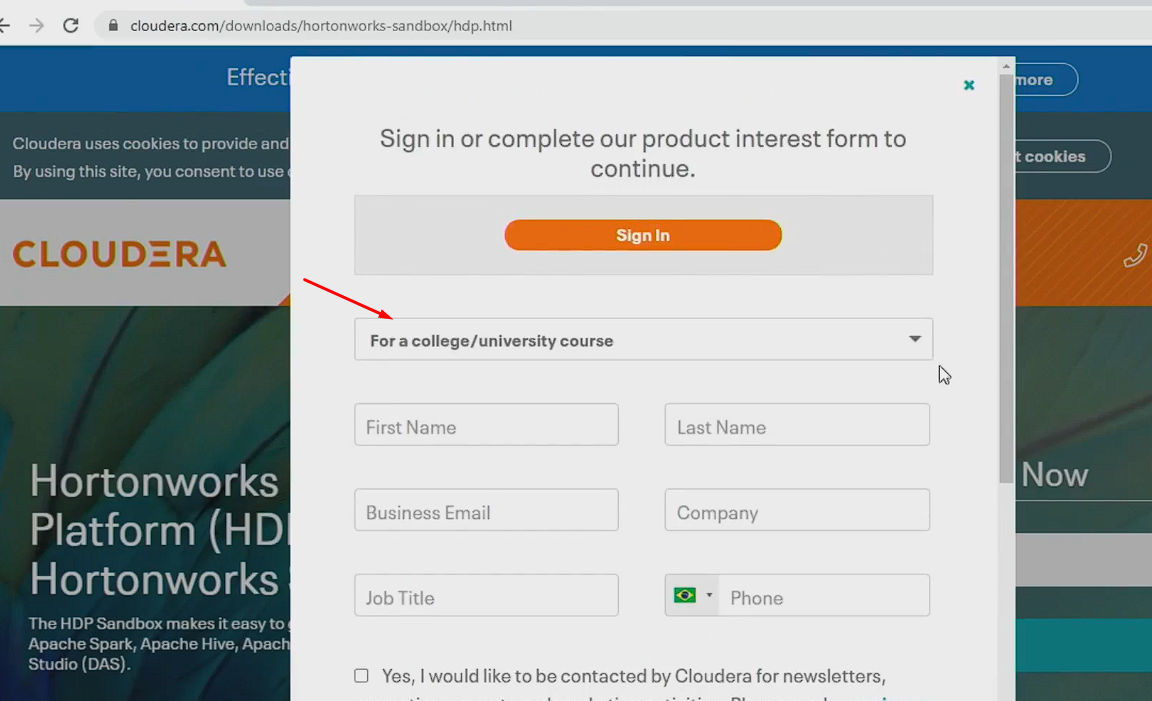 cloudera.com/downloads/hortonworks-sandbox/hdp.html
Effecti
more
Cloudera uses cookies to provide and
By using this site, you consent to use
t cookies
CLOUDERA
Sign in or complete our product interest form to
continue.
Sign In
For a college/university course
First Name
Last Name
Business Email
Company
Job Title
Phone
Yes, I would like to be contacted by Cloudera for newsletters,
Hortonworks
Platform (HD
Hortonworks
Now
The HDP Sandbox makes it easy to
Apache Spark, Apache Hive, Apach
Studio (DAS).